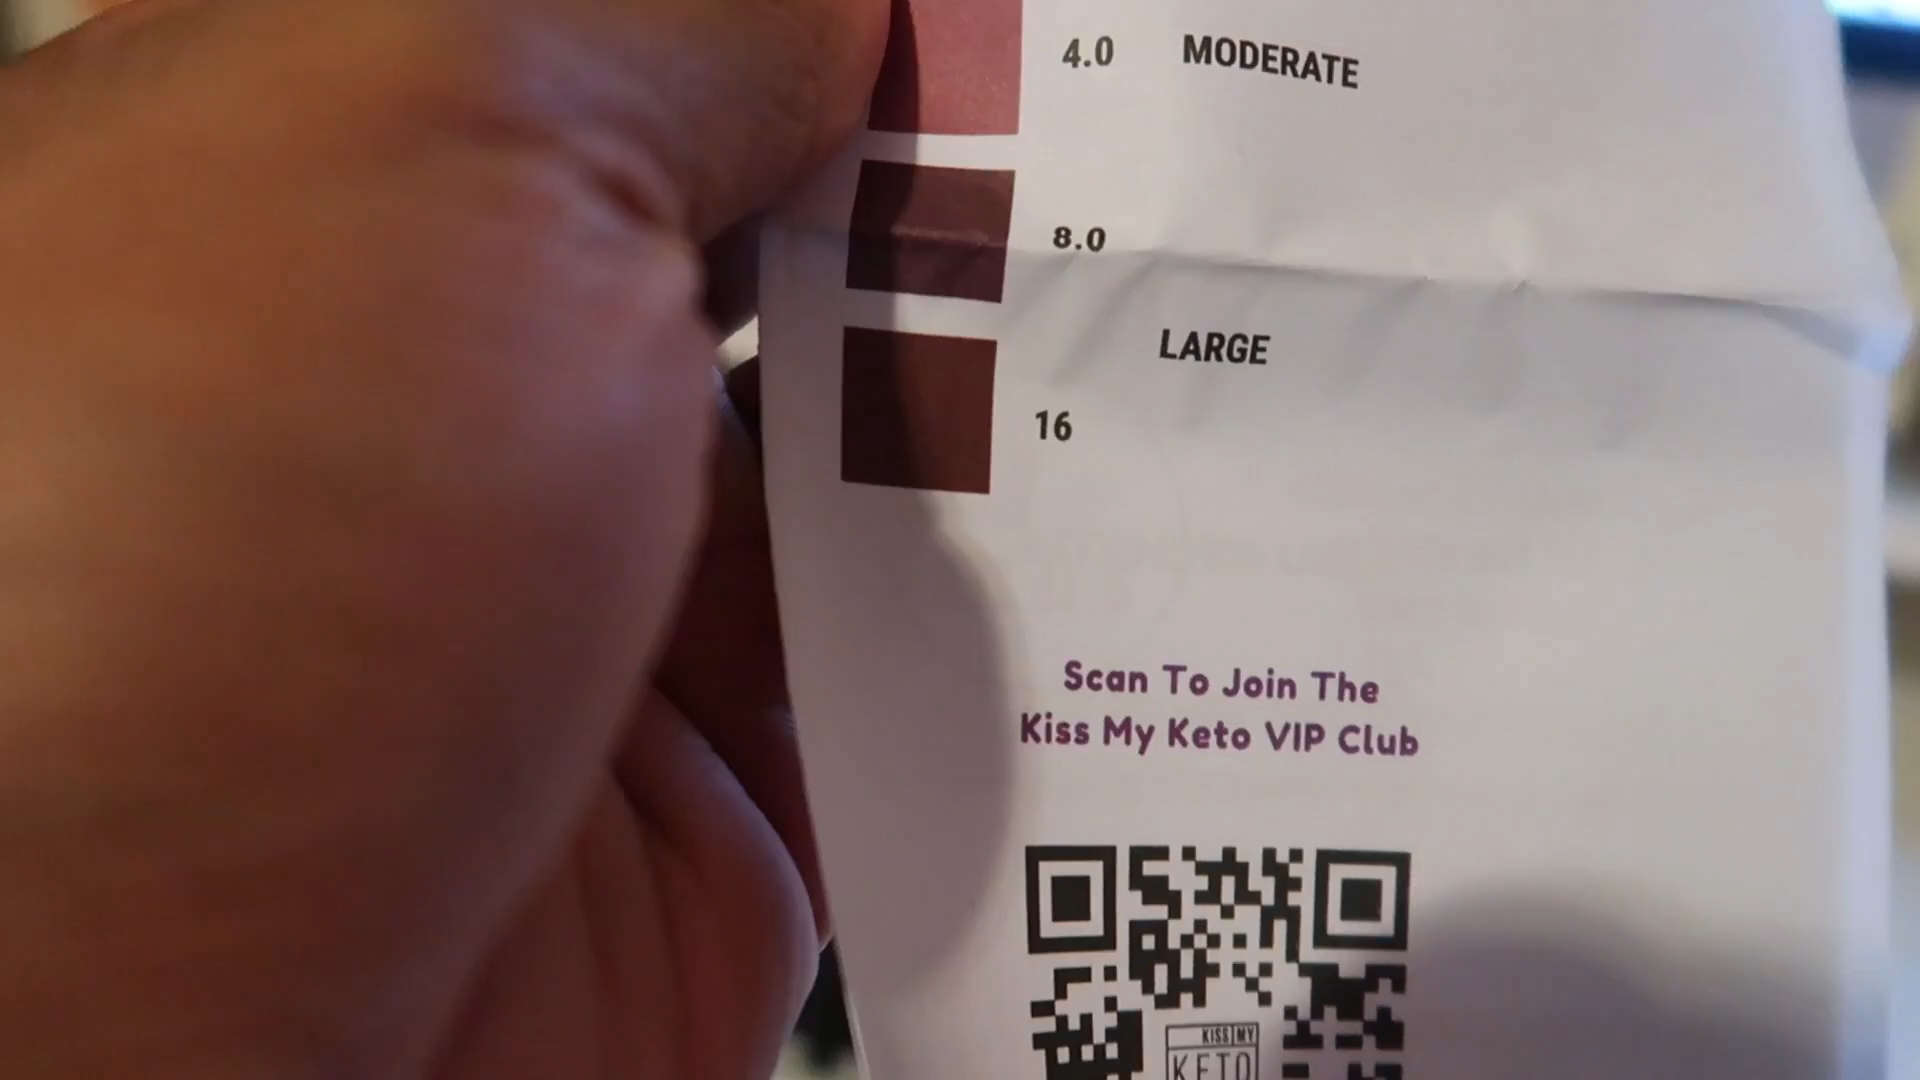 4.0 MODERATE
8.0
LARGE
16
Scan To Join The
Kiss My Keto VIP Club
KISS MY
KETO